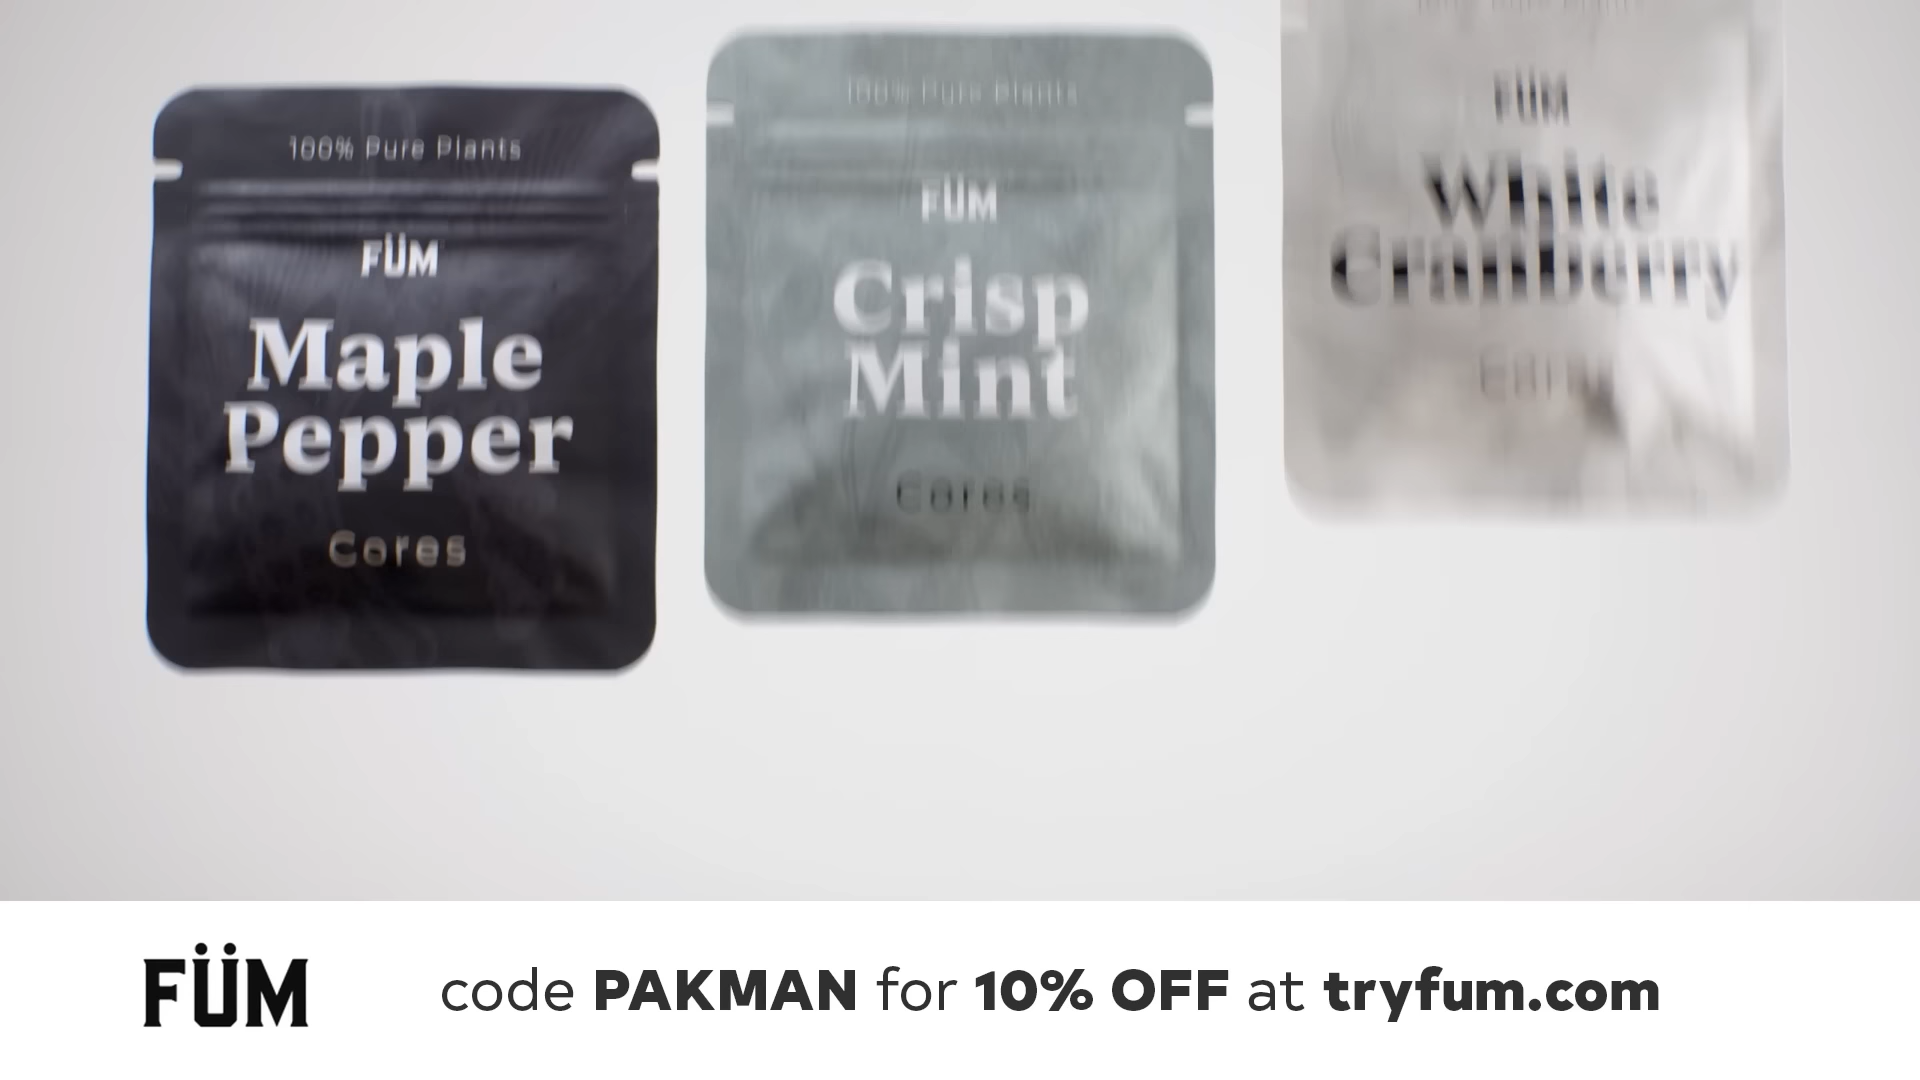 100% Pure Plants
FÜM
Maple
Pepper
Cores
100% Pure Plants
FÜM
Crisp
Mint
Cores
FÜM
White
Cranberry
FÜM
code PAKMAN for 10% OFF at tryfum.com